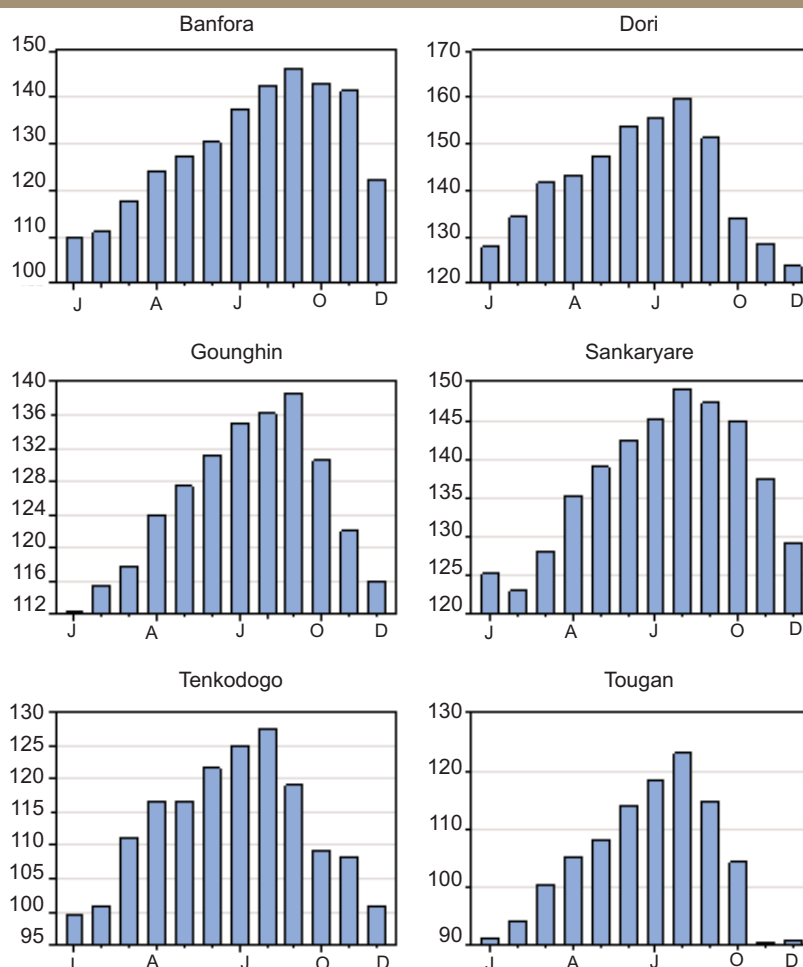 Banfora
150
140
130
120
110
100
J
A
J
O
D
Dori
170
160
150
140
130
120
J
A
J
O
D
Gounghin
140
136
132
128
124
120
116
112
J
A
J
O
D
Sankaryare
150
145
140
135
130
125
120
J
A
J
O
D
Tenkodogo
130
125
120
115
110
105
100
95
J
A
J
O
D
Tougan
130
120
110
100
90
J
A
J
O
D